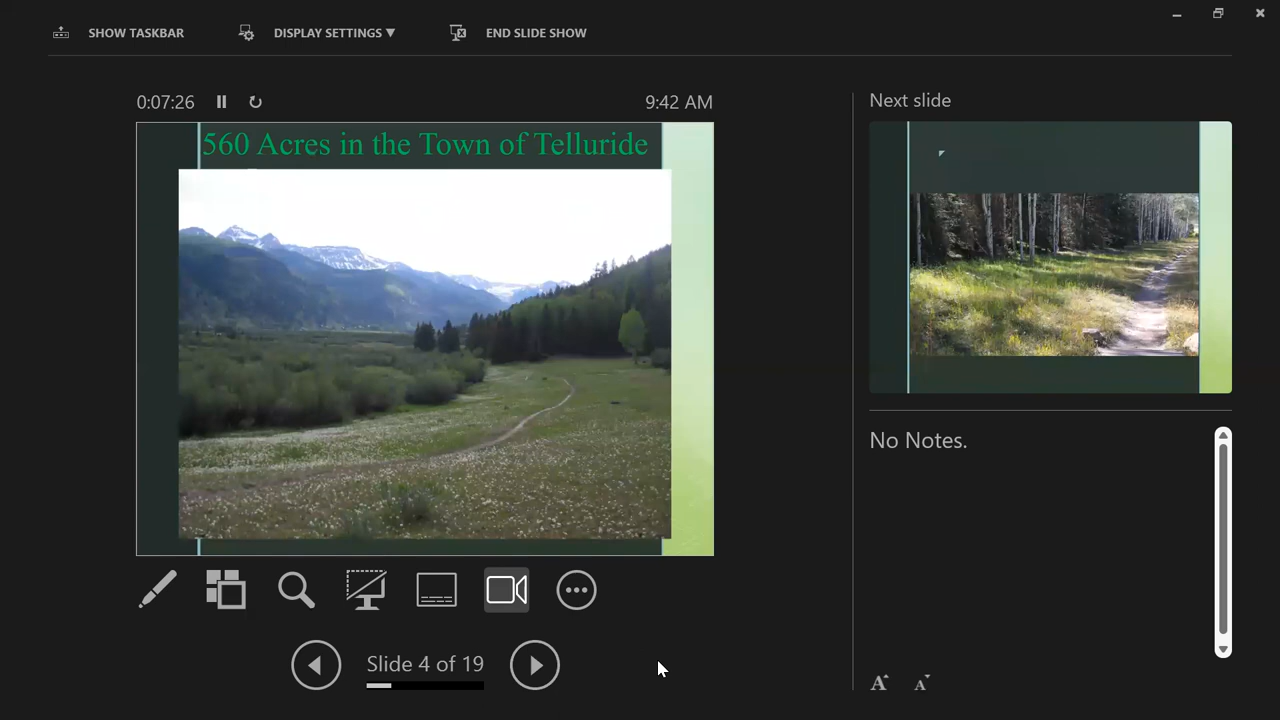 SHOW TASKBAR
DISPLAY SETTINGS ▼
END SLIDE SHOW
0:07:26
9:42 AM
Next slide
560 Acres in the Town of Telluride
No Notes.
Slide 4 of 19
A A